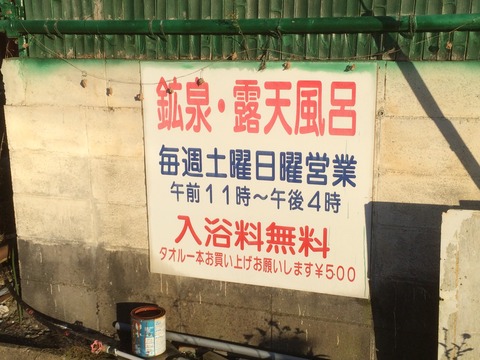 鉱泉・露天風呂
毎週土曜日曜営業
午前11時～午後4時
入浴料無料
タオル一本お買い上げお願いします￥500